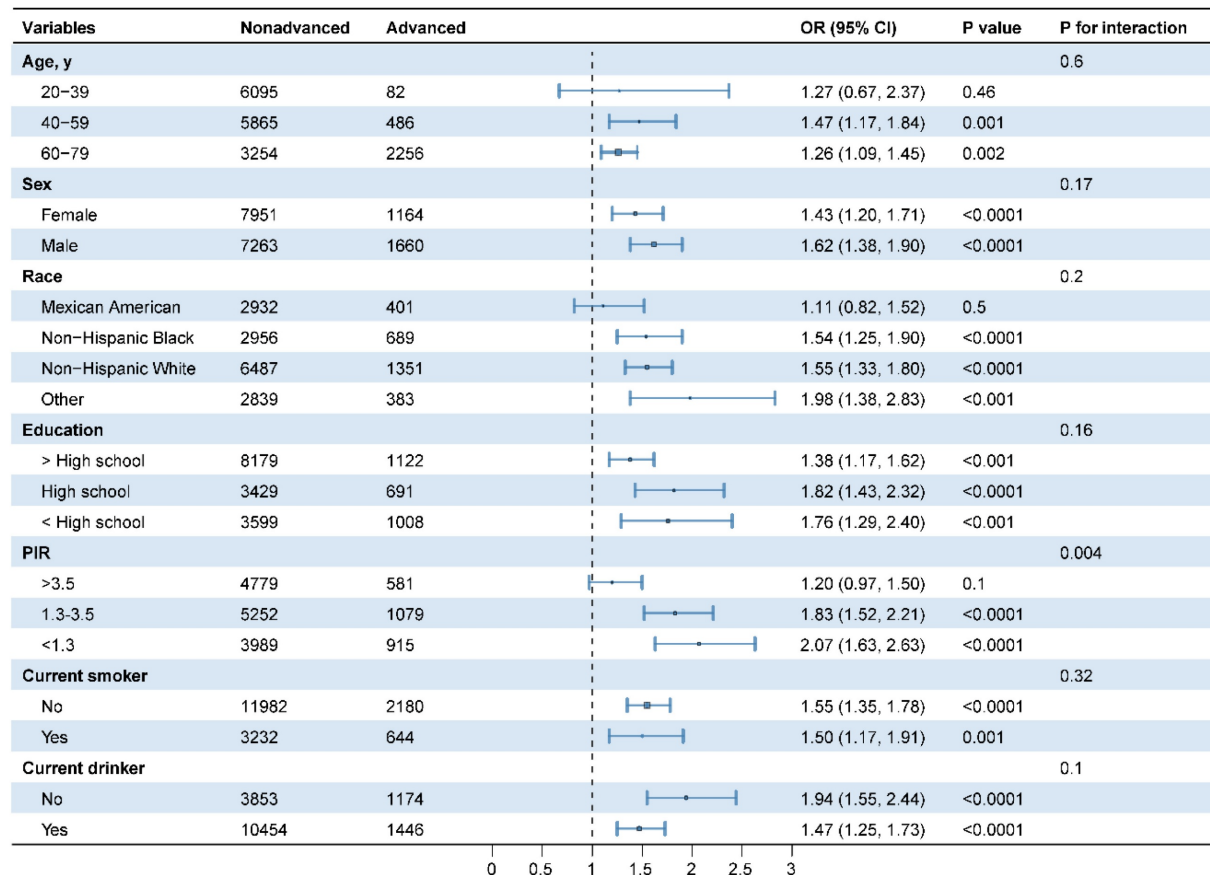 Variables Nonadvanced Advanced OR (95% CI) P value P for interaction
Age, y 0.6
20−39 6095 82 1.27 (0.67, 2.37) 0.46
40−59 5865 486 1.47 (1.17, 1.84) 0.001
60−79 3254 2256 1.26 (1.09, 1.45) 0.002
Sex 0.17
Female 7951 1164 1.43 (1.20, 1.71) <0.0001
Male 7263 1660 1.62 (1.38, 1.90) <0.0001
Race 0.2
Mexican American 2932 401 1.11 (0.82, 1.52) 0.5
Non−Hispanic Black 2956 689 1.54 (1.25, 1.90) <0.0001
Non−Hispanic White 6487 1351 1.55 (1.33, 1.80) <0.0001
Other 2839 383 1.98 (1.38, 2.83) <0.001
Education 0.16
> High school 8179 1122 1.38 (1.17, 1.62) <0.001
High school 3429 691 1.82 (1.43, 2.32) <0.0001
< High school 3599 1008 1.76 (1.29, 2.40) <0.001
PIR 0.004
>3.5 4779 581 1.20 (0.97, 1.50) 0.1
1.3-3.5 5252 1079 1.83 (1.52, 2.21) <0.0001
<1.3 3989 915 2.07 (1.63, 2.63) <0.0001
Current smoker 0.32
No 11982 2180 1.55 (1.35, 1.78) <0.0001
Yes 3232 644 1.50 (1.17, 1.91) 0.001
Current drinker 0.1
No 3853 1174 1.94 (1.55, 2.44) <0.0001
Yes 10454 1446 1.47 (1.25, 1.73) <0.0001
0 0.5 1 1.5 2 2.5 3